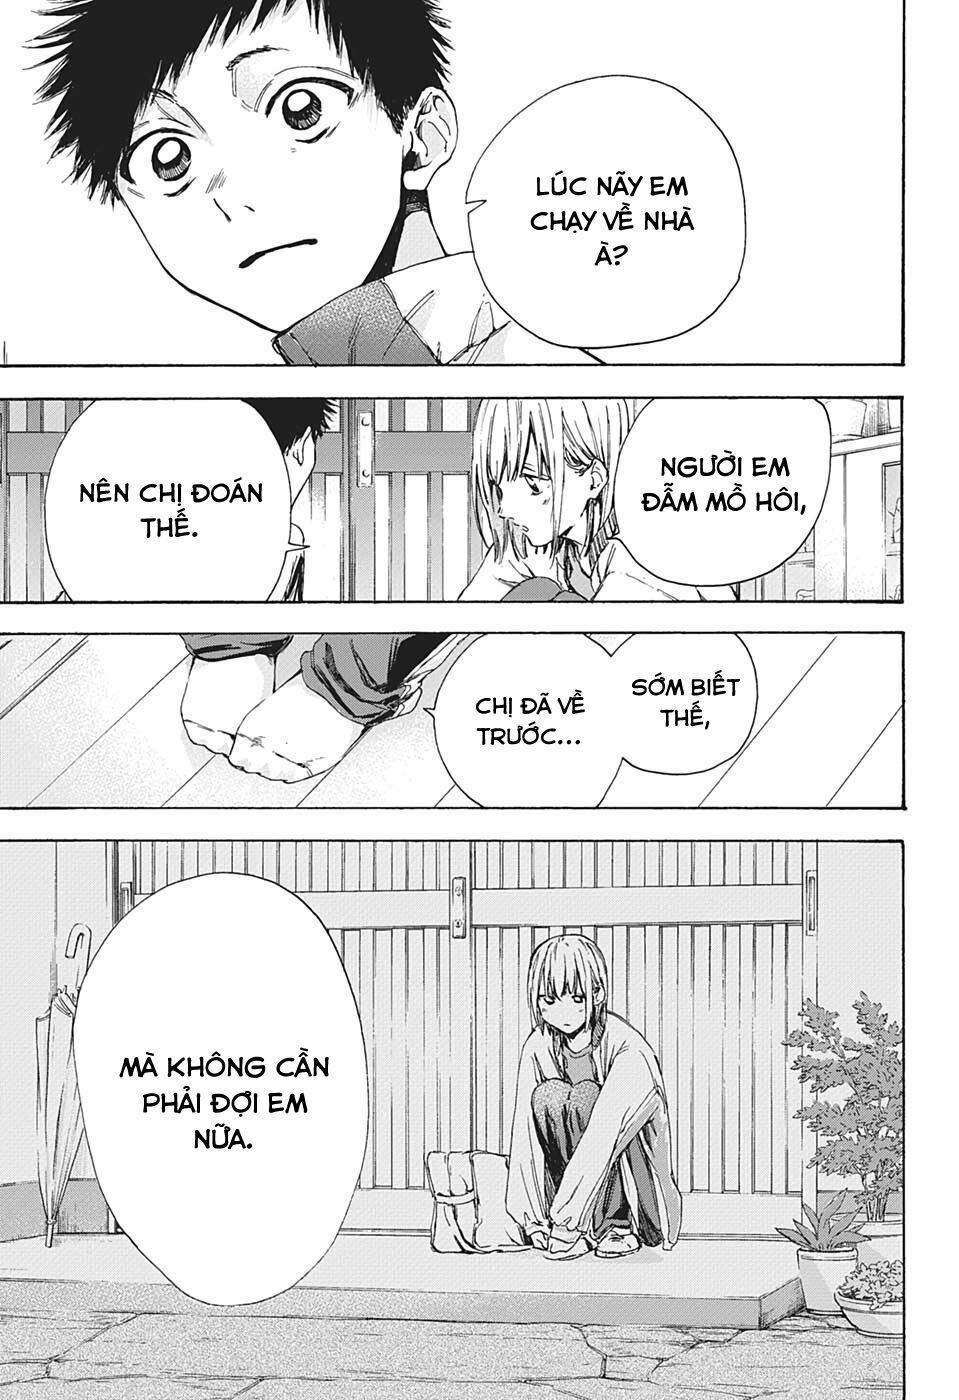 LÚC NÃY EM
CHẠY VỀ NHÀ
À?
NGƯỜI EM
ĐẪM MỒ HÔI,
NÊN CHỊ ĐOÁN
THẾ.
SỚM BIẾT
THẾ,
CHỊ ĐÃ VỀ
TRƯỚC...
MÀ KHÔNG CẦN
PHẢI ĐỢI EM
NỮA.